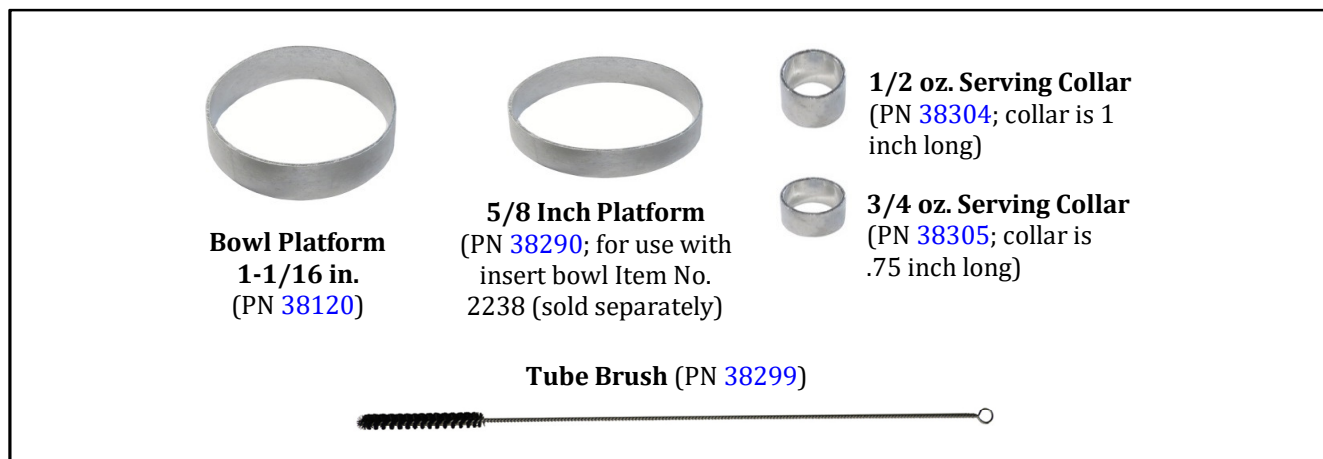 Bowl Platform
1-1/16 in.
(PN 38120)
5/8 Inch Platform
(PN 38290; for use with
insert bowl Item No.
2238 (sold separately)
1/2 oz. Serving Collar
(PN 38304; collar is 1
inch long)
3/4 oz. Serving Collar
(PN 38305; collar is
.75 inch long)
Tube Brush (PN 38299)